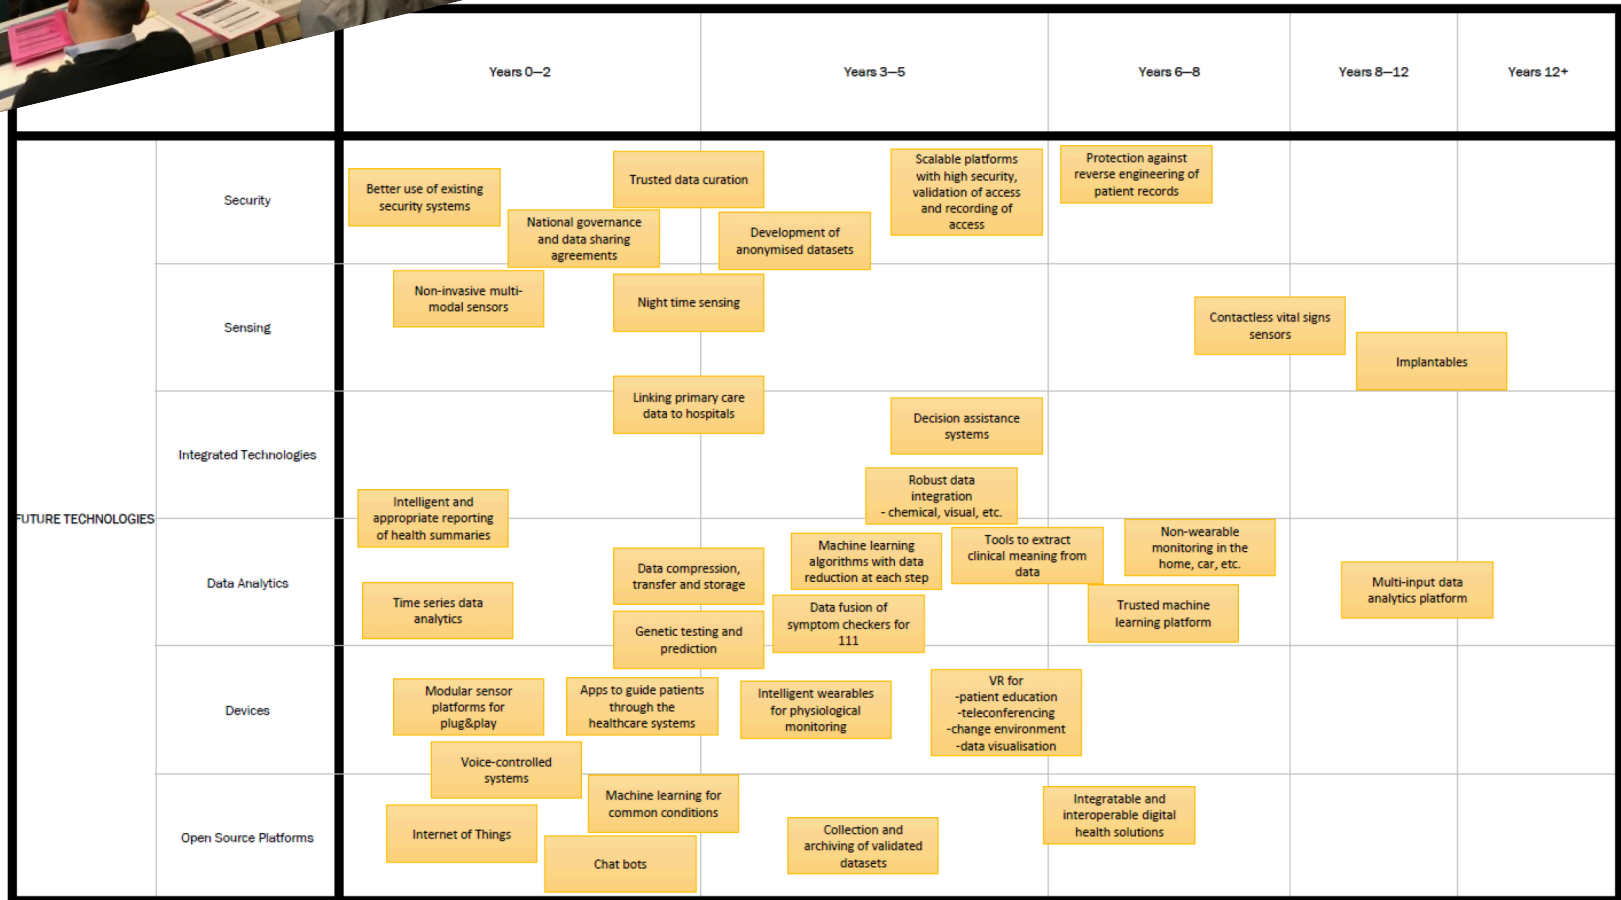 Years 0–2
Years 3–5
Years 6–8
Years 8–12
Years 12+
FUTURE TECHNOLOGIES
Security
Better use of existing
security systems
Trusted data curation
National governance
and data sharing
agreements
Development of
anonymised datasets
Scalable platforms
with high security,
validation of access
and recording of
access
Protection against
reverse engineering of
patient records
Sensing
Non-invasive multi-
modal sensors
Night time sensing
Contactless vital signs
sensors
Implantables
Integrated Technologies
Linking primary care
data to hospitals
Decision assistance
systems
Robust data
integration
- chemical, visual, etc.
Intelligent and
appropriate reporting
of health summaries
Data Analytics
Time series data
analytics
Data compression,
transfer and storage
Genetic testing and
prediction
Machine learning
algorithms with data
reduction at each step
Data fusion of
symptom checkers for
111
Tools to extract
clinical meaning from
data
Non-wearable
monitoring in the
home, car, etc.
Trusted machine
learning platform
Multi-input data
analytics platform
Devices
Modular sensor
platforms for
plug&play
Apps to guide patients
through the
healthcare systems
Intelligent wearables
for physiological
monitoring
VR for
-patient education
-teleconferencing
-change environment
-data visualisation
Voice-controlled
systems
Open Source Platforms
Internet of Things
Machine learning for
common conditions
Chat bots
Collection and
archiving of validated
datasets
Integratable and
interoperable digital
health solutions